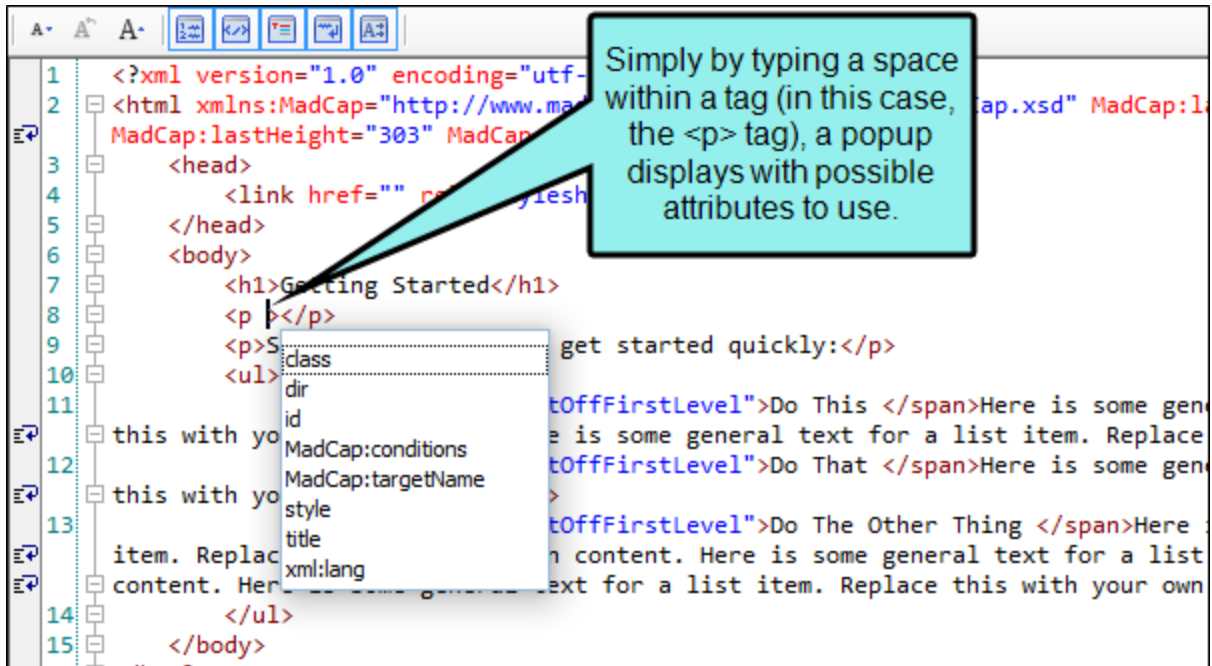 A A A
Simply by typing a space
within a tag (in this case,
the <p> tag), a popup
displays with possible
attributes to use.
1 <?xml version="1.0" encoding="utf-
2 <html xmlns:MadCap="http://www.mad ap.xsd" MadCap:la
MadCap:lastHeight="303" MadCap
3 <head>
4 <link href="" re ylesh
5 </head>
6 <body>
7 <h1>Getting Started</h1>
8 <p ></p>
9 <p>S get started quickly:</p>
10 <ul>
11 tOffFirstLevel">Do This </span>Here is some gene
this with yo e is some general text for a list item. Replace
12 tOffFirstLevel">Do That </span>Here is some gene
this with yo >
13 tOffFirstLevel">Do The Other Thing </span>Here
item. Replac n content. Here is some general text for a list
content. Here is some general text for a list item. Replace this with your own
14 </ul>
15 </body>
class
dir
id
MadCap:conditions
MadCap:targetName
style
title
xml:lang